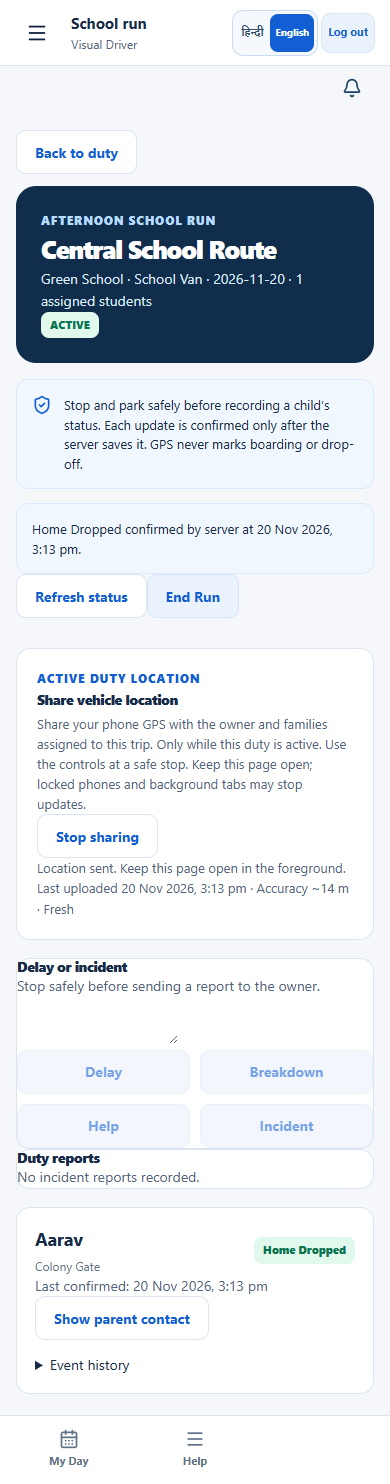 School run
Visual Driver
हिन्दी
English
Log out
Back to duty
AFTERNOON SCHOOL RUN
Central School Route
Green School · School Van · 2026-11-20 · 1
assigned students
ACTIVE
Stop and park safely before recording a child's
status. Each update is confirmed only after the
server saves it. GPS never marks boarding or drop-
off.
Home Dropped confirmed by server at 20 Nov 2026,
3:13 pm.
Refresh status
End Run
ACTIVE DUTY LOCATION
Share vehicle location
Share your phone GPS with the owner and families
assigned to this trip. Only while this duty is active. Use
the controls at a safe stop. Keep this page open;
locked phones and background tabs may stop
updates.
Stop sharing
Location sent. Keep this page open in the foreground.
Last uploaded 20 Nov 2026, 3:13 pm · Accuracy ~14 m
· Fresh
Delay or incident
Stop safely before sending a report to the owner.
Delay
Breakdown
Help
Incident
Duty reports
No incident reports recorded.
Aarav
Home Dropped
Colony Gate
Last confirmed: 20 Nov 2026, 3:13 pm
Show parent contact
Event history
My Day
Help